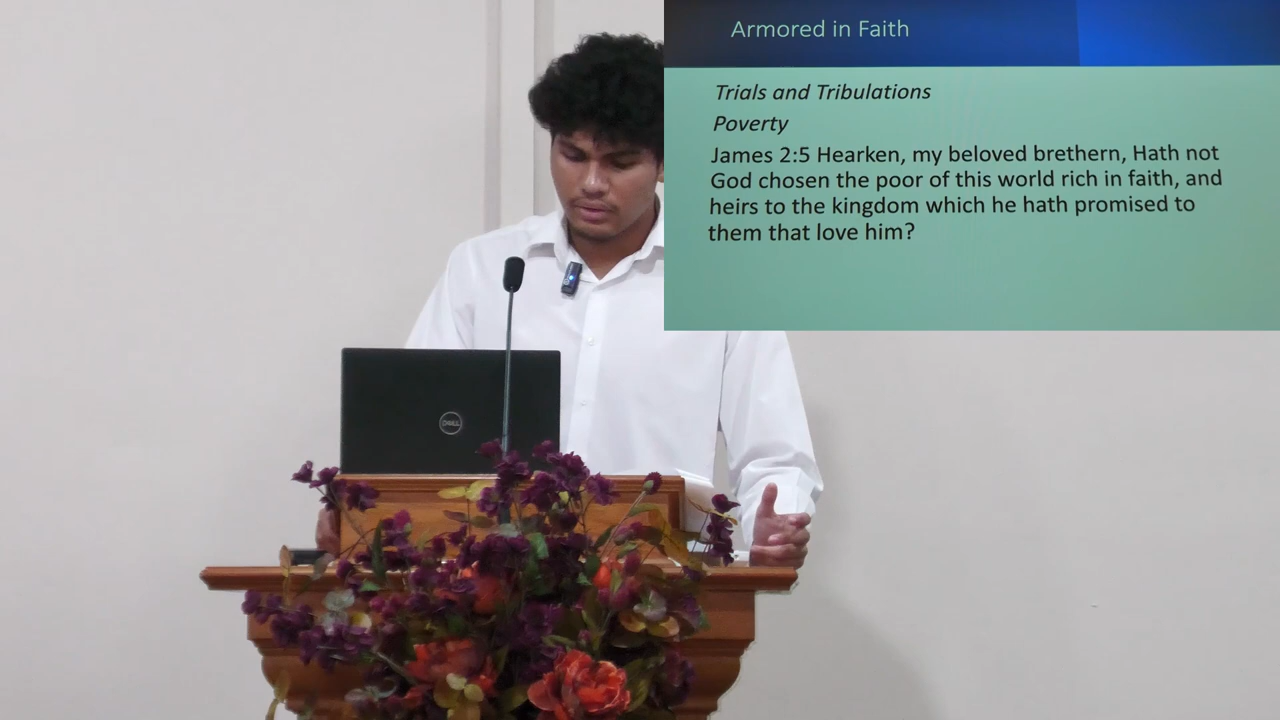 Armored in Faith
Trials and Tribulations
Poverty
James 2:5 Hearken, my beloved brethern, Hath not
God chosen the poor of this world rich in faith, and
heirs to the kingdom which he hath promised to
them that love him?
DELL